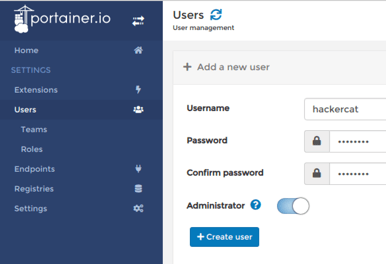 portainer.io
Home
SETTINGS
Extensions
Users
Teams
Roles
Endpoints
Registries
Settings
Users
User management
Add a new user
Username
hackercat
Password
••••••••
Confirm password
••••••••
Administrator ?
+ Create user